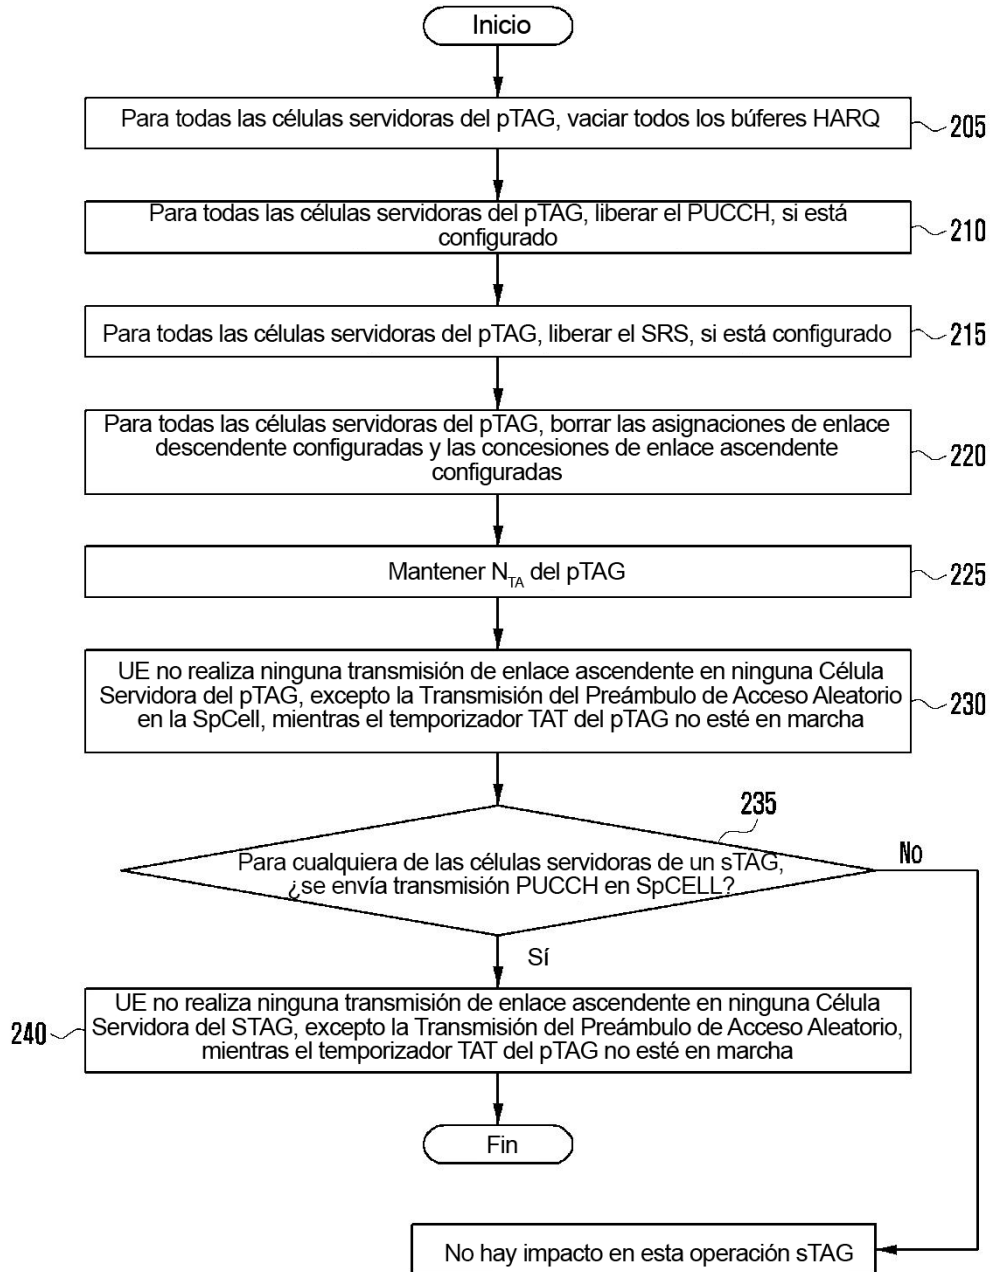 Inicio
Para todas las células servidoras del pTAG, vaciar todos los búferes HARQ
205
Para todas las células servidoras del pTAG, liberar el PUCCH, si está
configurado
210
Para todas las células servidoras del pTAG, liberar el SRS, si está configurado
215
Para todas las células servidoras del pTAG, borrar las asignaciones de enlace
descendente configuradas y las concesiones de enlace ascendente
configuradas
220
Mantener N_TA del pTAG
225
UE no realiza ninguna transmisión de enlace ascendente en ninguna Célula
Servidora del pTAG, excepto la Transmisión del Preámbulo de Acceso Aleatorio
en la SpCell, mientras el temporizador TAT del pTAG no esté en marcha
230
235
Para cualquiera de las células servidoras de un sTAG,
¿se envía transmisión PUCCH en SpCELL?
No
Sí
UE no realiza ninguna transmisión de enlace ascendente en ninguna Célula
Servidora del STAG, excepto la Transmisión del Preámbulo de Acceso Aleatorio,
mientras el temporizador TAT del pTAG no esté en marcha
240
Fin
No hay impacto en esta operación sTAG